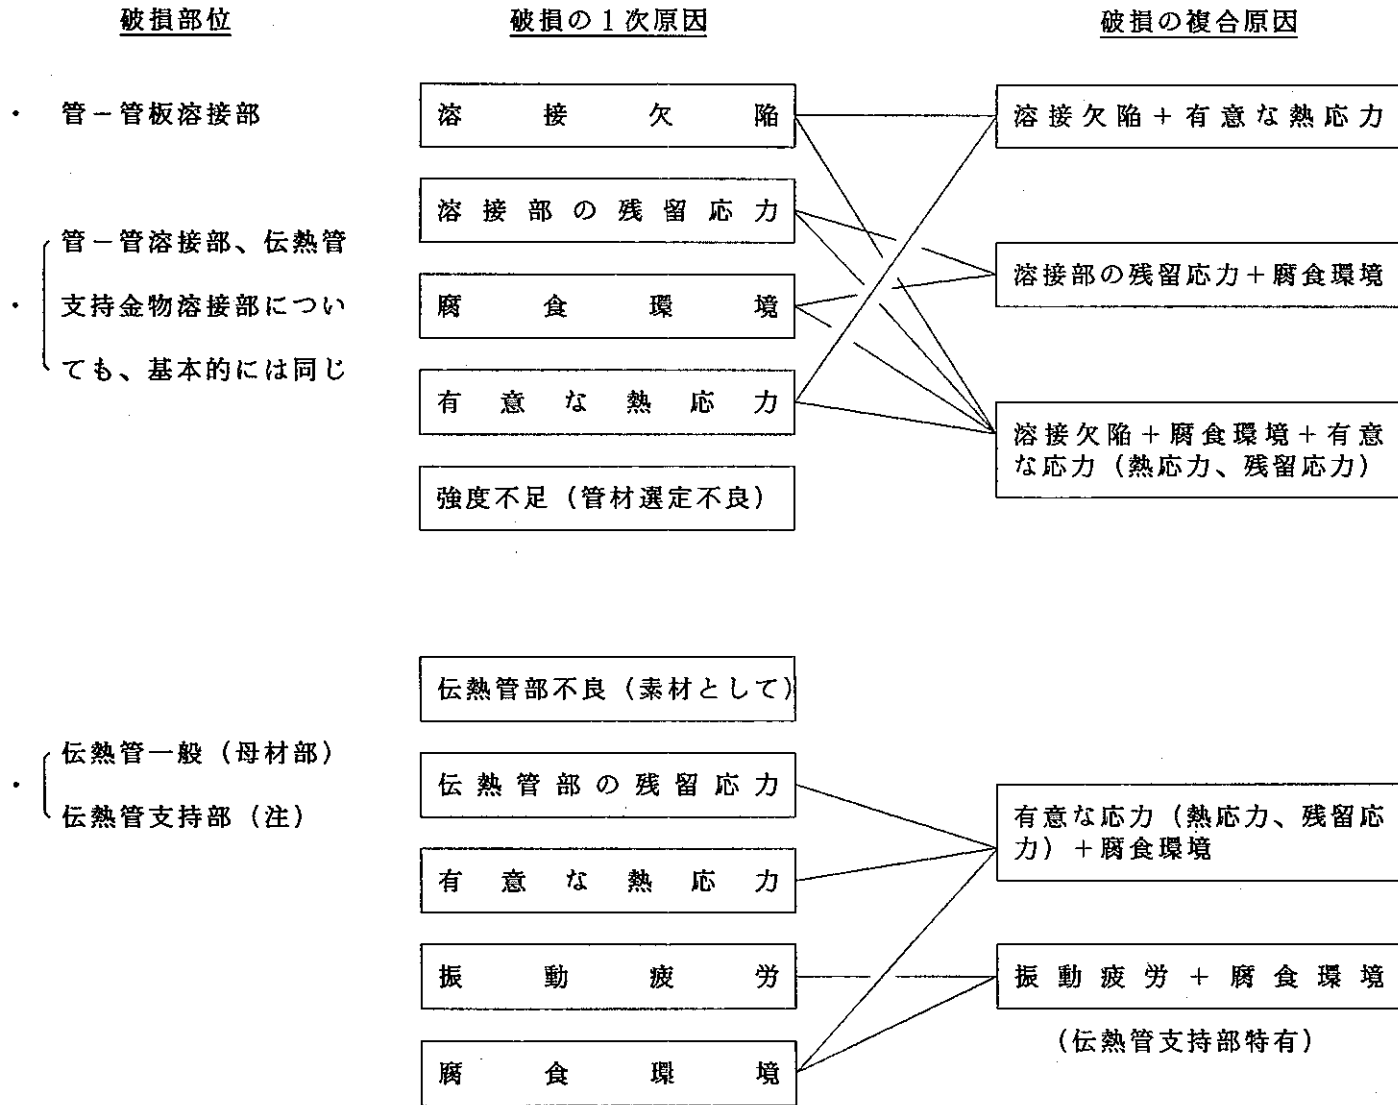 破損部位 破損の1次原因 破損の複合原因
・ 管－管板溶接部
・ 管－管溶接部、伝熱管
支持金物溶接部につい
ても、基本的には同じ
溶接欠陥
溶接部の残留応力
腐食環境
有意な熱応力
強度不足（管材選定不良）
溶接欠陥＋有意な熱応力
溶接部の残留応力＋腐食環境
溶接欠陥＋腐食環境＋有意
な応力（熱応力、残留応力）
・ 伝熱管一般（母材部）
伝熱管支持部（注）
伝熱管部不良（素材として）
伝熱管部の残留応力
有意な熱応力
振動疲労
腐食環境
有意な応力（熱応力、残留応
力）＋腐食環境
振動疲労＋腐食環境
（伝熱管支持部特有）